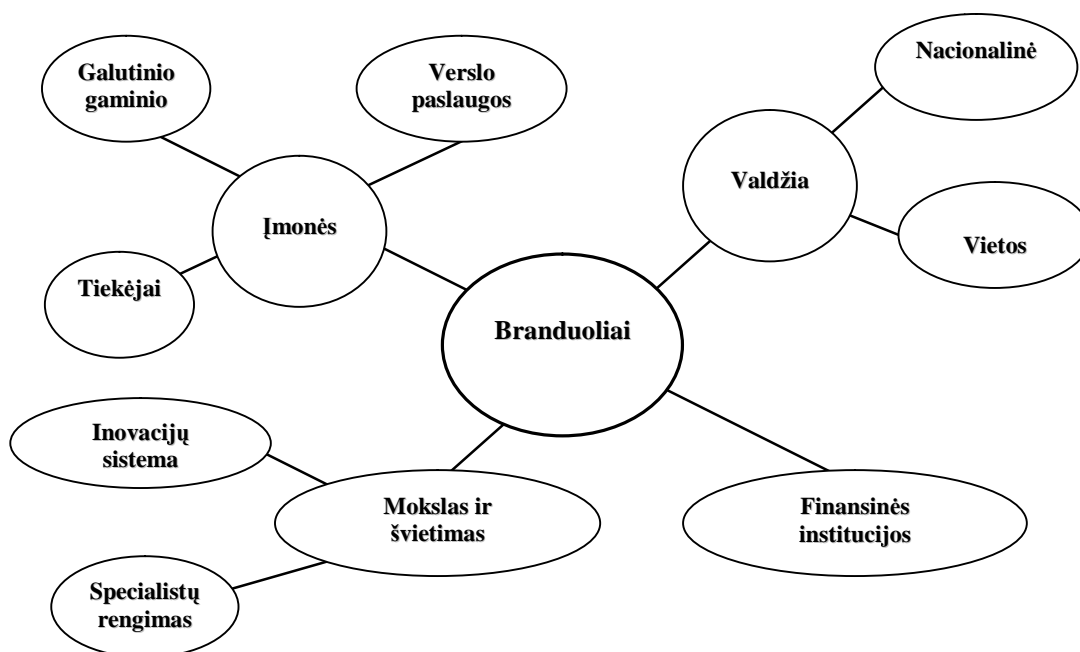 Galutinio
gaminio
Verslo
paslaugos
Nacionalinė
Valdžia
Įmonės
Vietos
Tiekėjai
Branduoliai
Inovacijų
sistema
Mokslas ir
švietimas
Finansinės
institucijos
Specialistų
rengimas